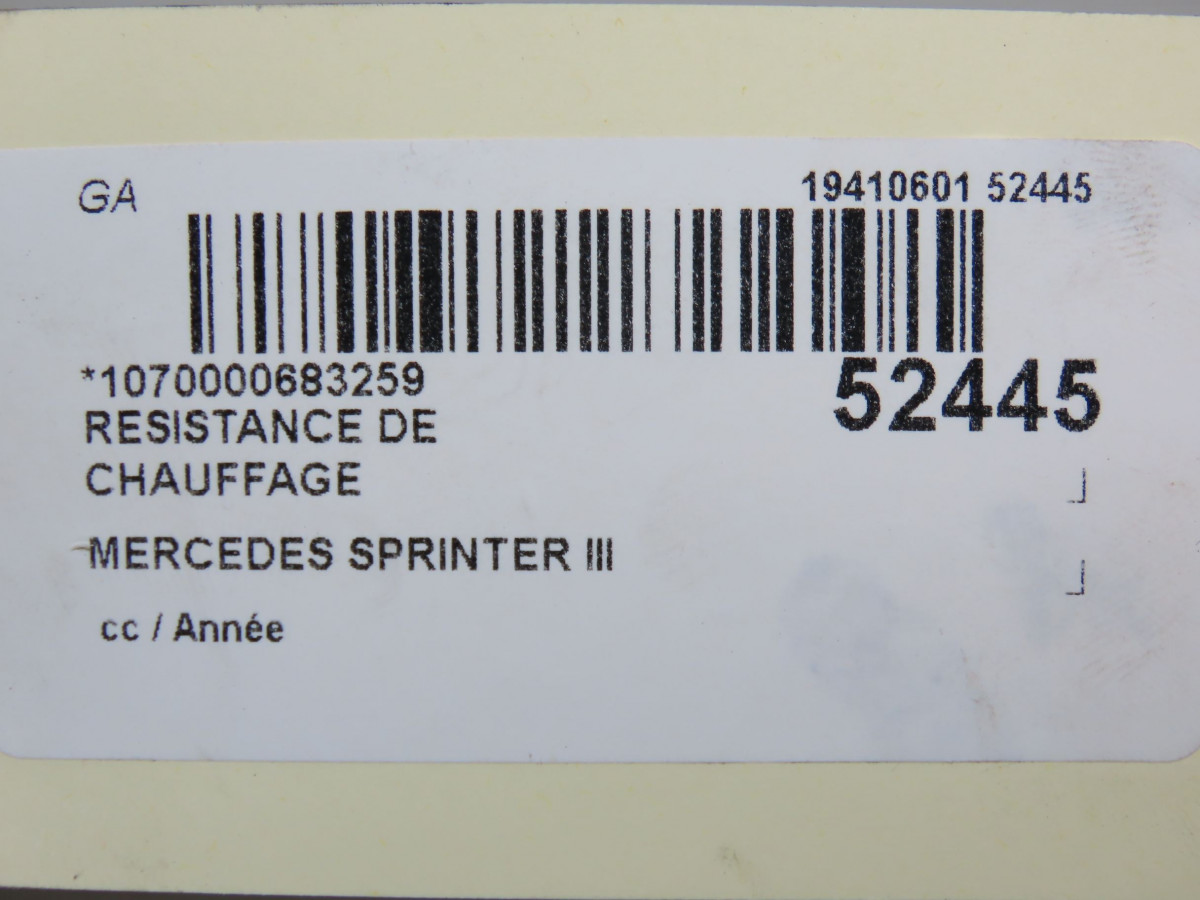 GA
19410601 52445
*1070000683259
52445
RESISTANCE DE
CHAUFFAGE
MERCEDES SPRINTER III
cc / Année